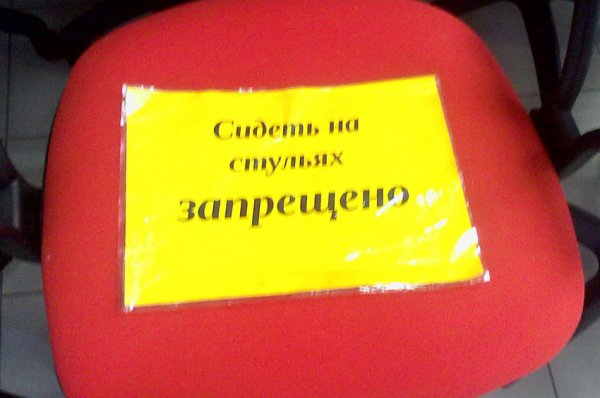 Сидеть на
стульях
запрещено